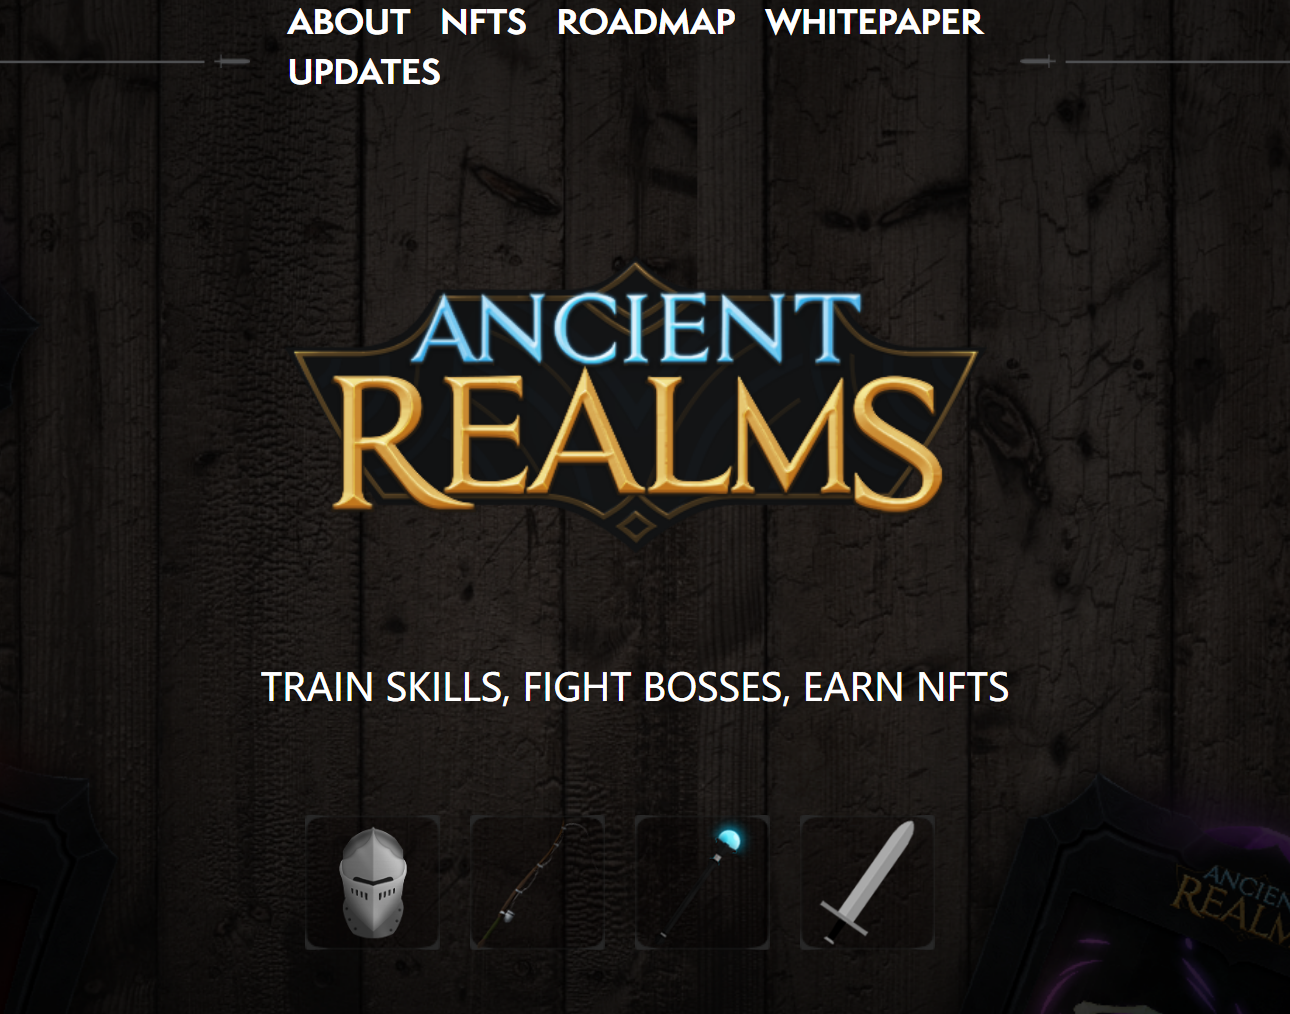 ABOUT NFTS ROADMAP WHITEPAPER
UPDATES
ANCIENT
REALMS
TRAIN SKILLS, FIGHT BOSSES, EARN NFTS